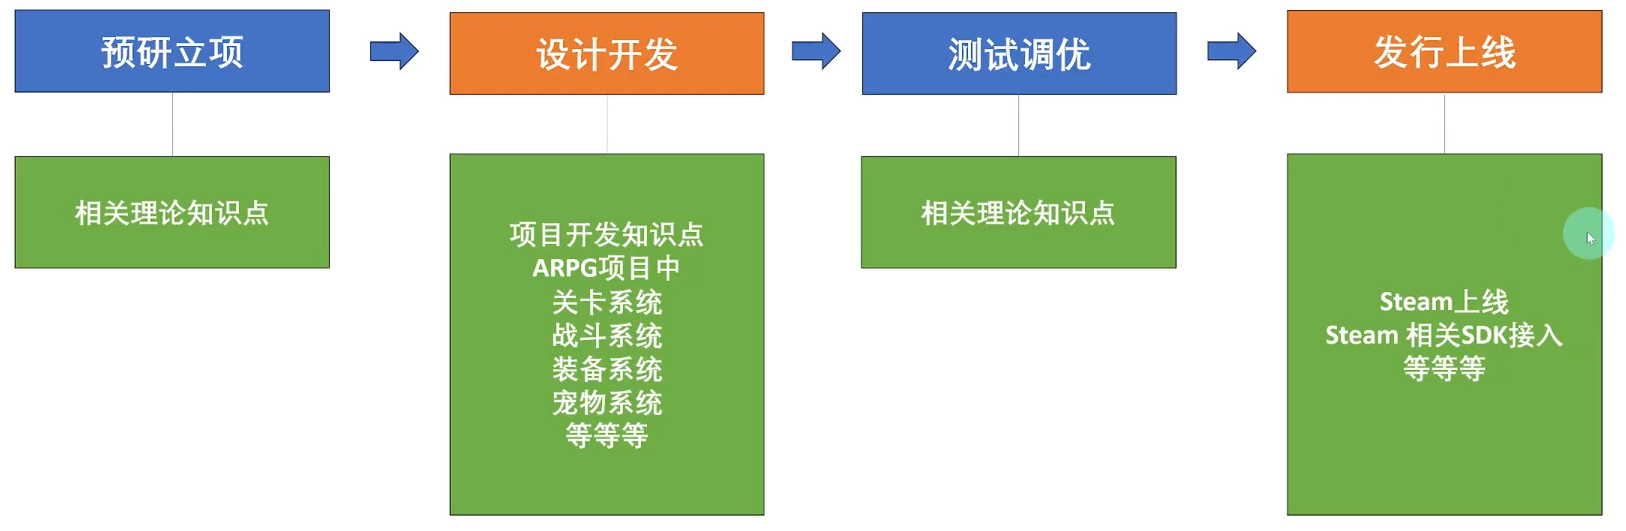 预研立项
设计开发
测试调优
发行上线
相关理论知识点
项目开发知识点
ARPG项目中
关卡系统
战斗系统
装备系统
宠物系统
等等等
相关理论知识点
Steam上线
Steam 相关SDK接入
等等等